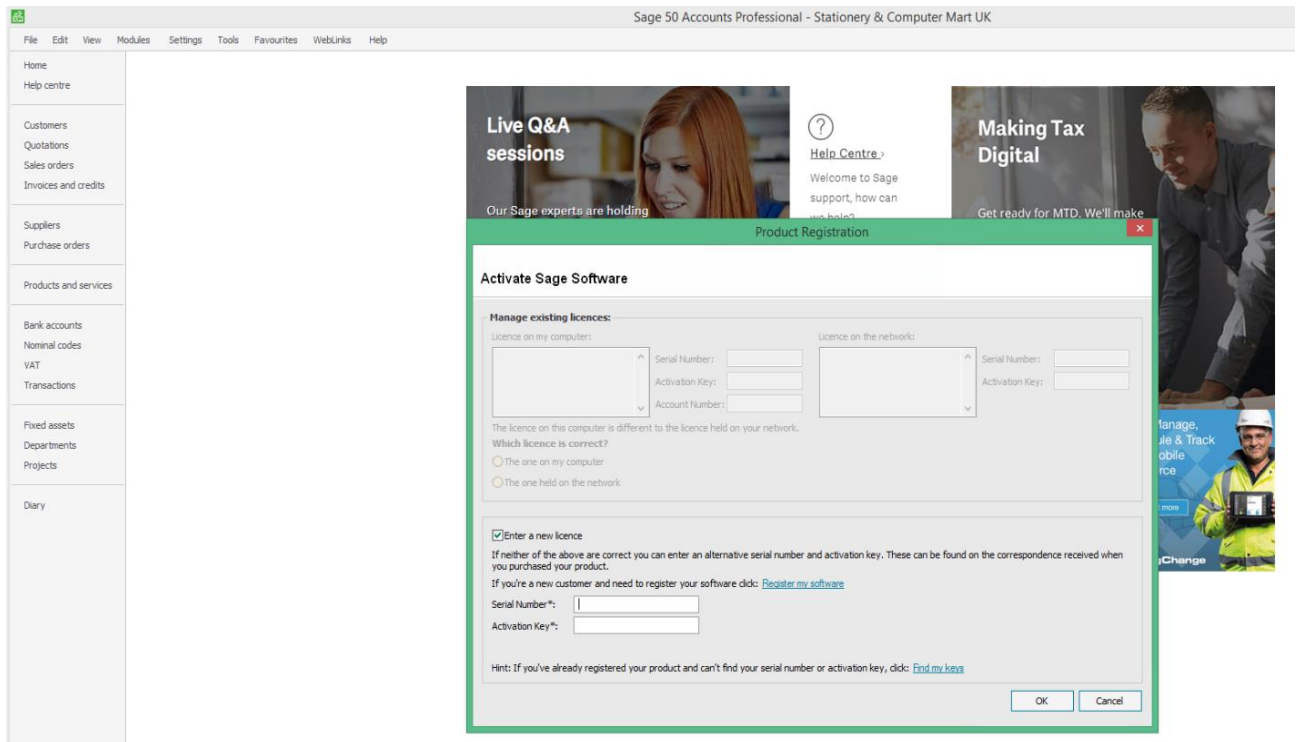 Sage 50 Accounts Professional - Stationery & Computer Mart UK
File Edit View Modules Settings Tools Favourites WebLinks Help
Home
Help centre
Customers
Quotations
Sales orders
Invoices and credits
Suppliers
Purchase orders
Products and services
Bank accounts
Nominal codes
VAT
Transactions
Fixed assets
Departments
Projects
Diary
Live Q&A
sessions
Our Sage experts are holding
?
Help Centre ›
Welcome to Sage
support, how can
we help?
Making Tax
Digital
Get ready for MTD. We'll make
Product Registration
Activate Sage Software
Manage existing licences:
Licence on my computer:
Serial Number:
Activation Key:
Account Number:
Licence on the network:
Serial Number:
Activation Key:
The licence on this computer is different to the licence held on your network.
Which licence is correct?
The one on my computer
The one held on the network
Enter a new licence
If neither of the above are correct you can enter an alternative serial number and activation key. These can be found on the correspondence received when
you purchased your product.
If you're a new customer and need to register your software click: Register my software
Serial Number*:
Activation Key*:
Hint: If you've already registered your product and can't find your serial number or activation key, click: Find my keys
OK Cancel
& Track
more
Change